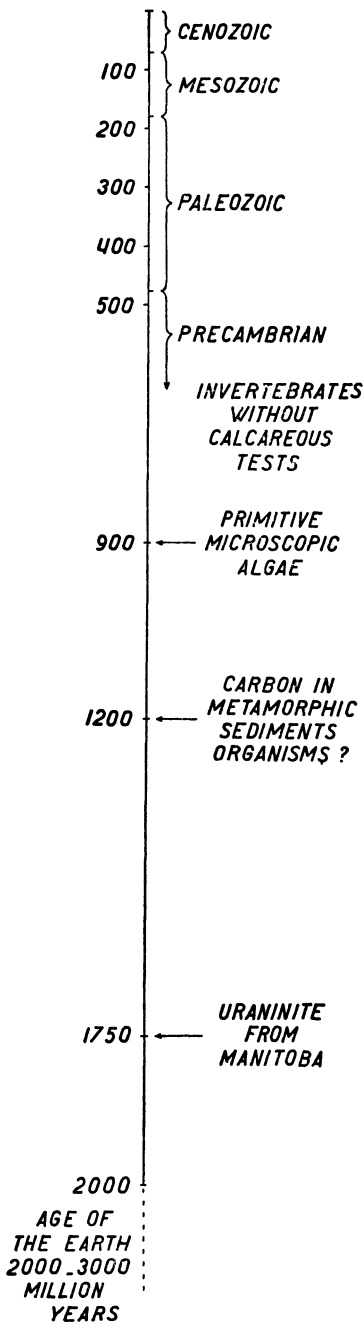 CENOZOIC
100
MESOZOIC
200
300
PALEOZOIC
400
500
PRECAMBRIAN
INVERTEBRATES
WITHOUT
CALCAREOUS
TESTS
900
PRIMITIVE
MICROSCOPIC
ALGAE
1200
CARBON IN
METAMORPHIC
SEDIMENTS
ORGANISMS ?
1750
URANINITE
FROM
MANITOBA
2000
AGE OF
THE EARTH
2000-3000
MILLION
YEARS